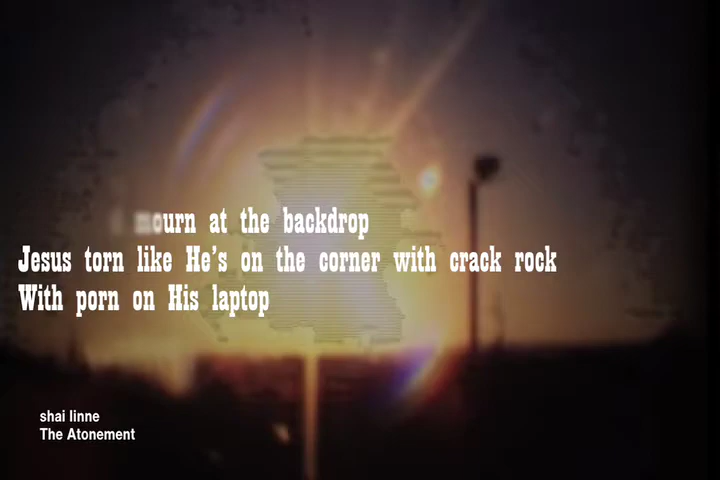 mourn at the backdrop
Jesus torn like He's on the corner with crack rock
With porn on His laptop
shai linne
The Atonement